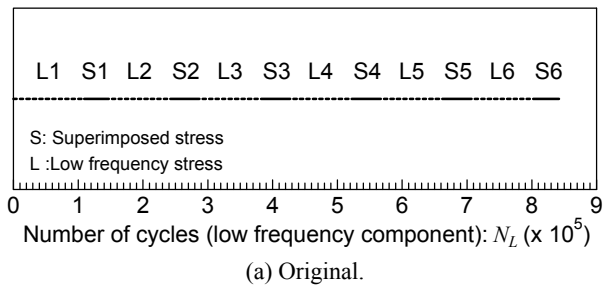 L1 S1 L2 S2 L3 S3 L4 S4 L5 S5 L6 S6
S: Superimposed stress
L :Low frequency stress
0 1 2 3 4 5 6 7 8 9
Number of cycles (low frequency component): N_L (x 10^5)
(a) Original.